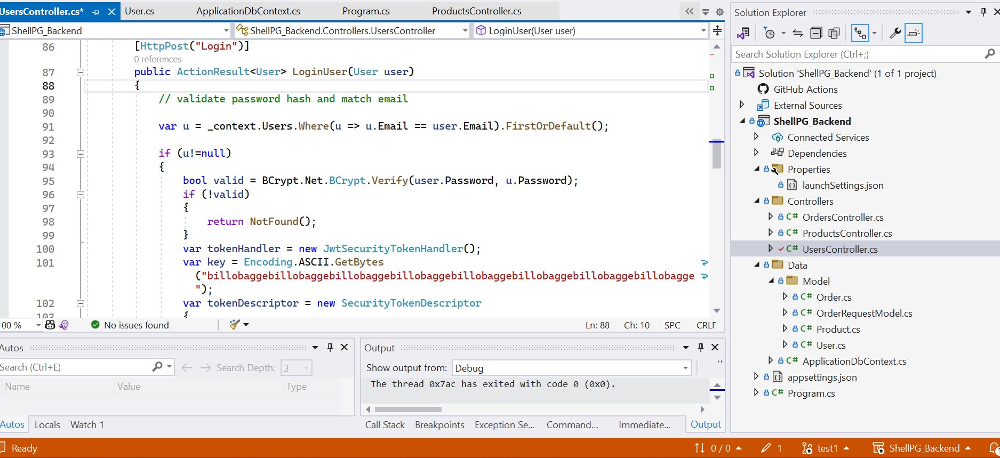 UsersController.cs* User.cs ApplicationDbContext.cs Program.cs ProductsController.cs
ShellPG_Backend ShellPG_Backend.Controllers.UsersController LoginUser(User user)
86 [HttpPost("Login")]
0 references
87 public ActionResult<User> LoginUser(User user)
88 {
89 // validate password hash and match email
90
91 var u = _context.Users.Where(u => u.Email == user.Email).FirstOrDefault();
92
93 if (u!=null)
94 {
95 bool valid = BCrypt.Net.BCrypt.Verify(user.Password, u.Password);
96 if (!valid)
97 {
98 return NotFound();
99 }
100 var tokenHandler = new JwtSecurityTokenHandler();
101 var key = Encoding.ASCII.GetBytes
("billobaggebillobaggebillobaggebillobaggebillobaggebillobaggebillobaggebillobagge
");
102 var tokenDescriptor = new SecurityTokenDescriptor
103 {
00 % No issues found Ln: 88 Ch: 10 SPC CRLF
Autos
Search (Ctrl+E) Search Depth: 3
Name Value Type
Autos Locals Watch 1
Output
Show output from: Debug
The thread 0x7ac has exited with code 0 (0x0).
Call Stack Breakpoints Exception Se... Command... Immediate... Output
Solution Explorer
Search Solution Explorer (Ctrl+;)
Solution 'ShellPG_Backend' (1 of 1 project)
GitHub Actions
External Sources
ShellPG_Backend
Connected Services
Dependencies
Properties
launchSettings.json
Controllers
C# OrdersController.cs
C# ProductsController.cs
C# UsersController.cs
Data
Model
C# Order.cs
C# OrderRequestModel.cs
C# Product.cs
C# User.cs
C# ApplicationDbContext.cs
appsettings.json
C# Program.cs
Ready 0 / 0 1 test1 ShellPG_Backend